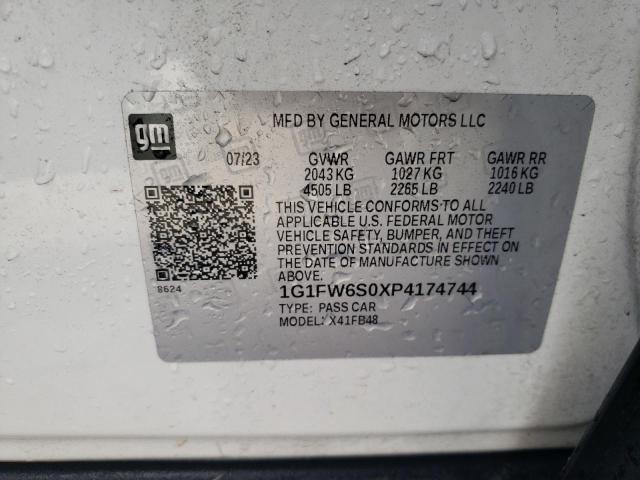 gm
MFD BY GENERAL MOTORS LLC
07/23 GVWR GAWR FRT GAWR RR
2043 KG 1027 KG 1016 KG
4505 LB 2265 LB 2240 LB
THIS VEHICLE CONFORMS TO ALL
APPLICABLE U.S. FEDERAL MOTOR
VEHICLE SAFETY, BUMPER, AND THEFT
PREVENTION STANDARDS IN EFFECT ON
THE DATE OF MANUFACTURE SHOWN ABOVE.
8624
1G1FW6S0XP4174744
TYPE: PASS CAR
MODEL: X41FB48